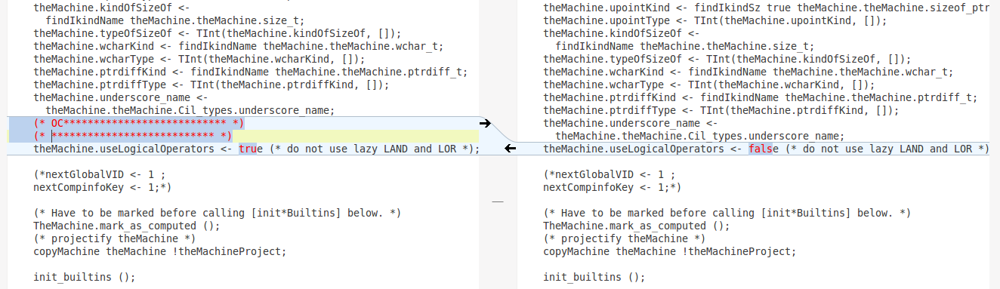 theMachine.kindOfSizeOf <-
findIkindName theMachine.theMachine.size_t;
theMachine.typeOfSizeOf <- TInt(theMachine.kindOfSizeOf, []);
theMachine.wcharKind <- findIkindName theMachine.theMachine.wchar_t;
theMachine.wcharType <- TInt(theMachine.wcharKind, []);
theMachine.ptrdiffKind <- findIkindName theMachine.theMachine.ptrdiff_t;
theMachine.ptrdiffType <- TInt(theMachine.ptrdiffKind, []);
theMachine.underscore_name <-
theMachine.theMachine.Cil_types.underscore_name;
(* OC*************************** *)
(* *************************** *)
theMachine.useLogicalOperators <- true (* do not use lazy LAND and LOR *);
(*nextGlobalVID <- 1 ;
nextCompinfoKey <- 1;*)
(* Have to be marked before calling [init*Builtins] below. *)
TheMachine.mark_as_computed ();
(* projectify theMachine *)
copyMachine theMachine !theMachineProject;
init_builtins ();
theMachine.upointKind <- findIkindSz true theMachine.theMachine.sizeof_ptr
theMachine.upointType <- TInt(theMachine.upointKind, []);
theMachine.kindOfSizeOf <-
findIkindName theMachine.theMachine.size_t;
theMachine.typeOfSizeOf <- TInt(theMachine.kindOfSizeOf, []);
theMachine.wcharKind <- findIkindName theMachine.theMachine.wchar_t;
theMachine.wcharType <- TInt(theMachine.wcharKind, []);
theMachine.ptrdiffKind <- findIkindName theMachine.theMachine.ptrdiff_t;
theMachine.ptrdiffType <- TInt(theMachine.ptrdiffKind, []);
theMachine.underscore_name <-
theMachine.theMachine.Cil_types.underscore_name;
theMachine.useLogicalOperators <- false (* do not use lazy LAND and LOR *)
(*nextGlobalVID <- 1 ;
nextCompinfoKey <- 1;*)
(* Have to be marked before calling [init*Builtins] below. *)
TheMachine.mark_as_computed ();
(* projectify theMachine *)
copyMachine theMachine !theMachineProject;
init_builtins ();